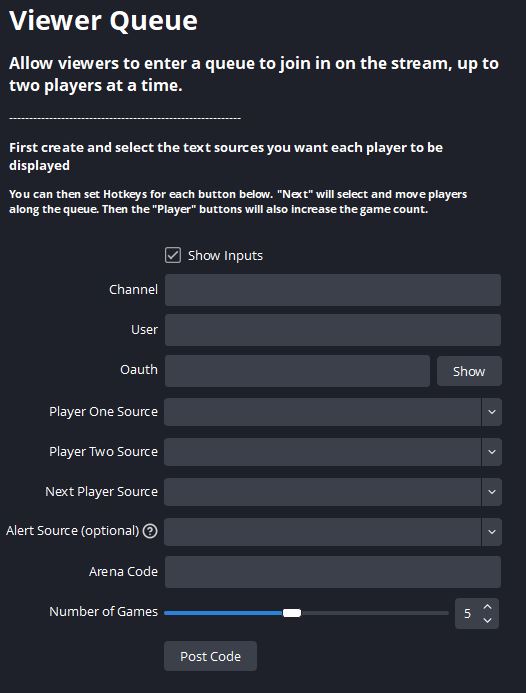 Viewer Queue
Allow viewers to enter a queue to join in on the stream, up to
two players at a time.
----------------------------------------------------------
First create and select the text sources you want each player to be
displayed
You can then set Hotkeys for each button below. "Next" will select and move players
along the queue. Then the "Player" buttons will also increase the game count.
Show Inputs
Channel
User
Oauth
Show
Player One Source
Player Two Source
Next Player Source
Alert Source (optional) ?
Arena Code
Number of Games
5
Post Code